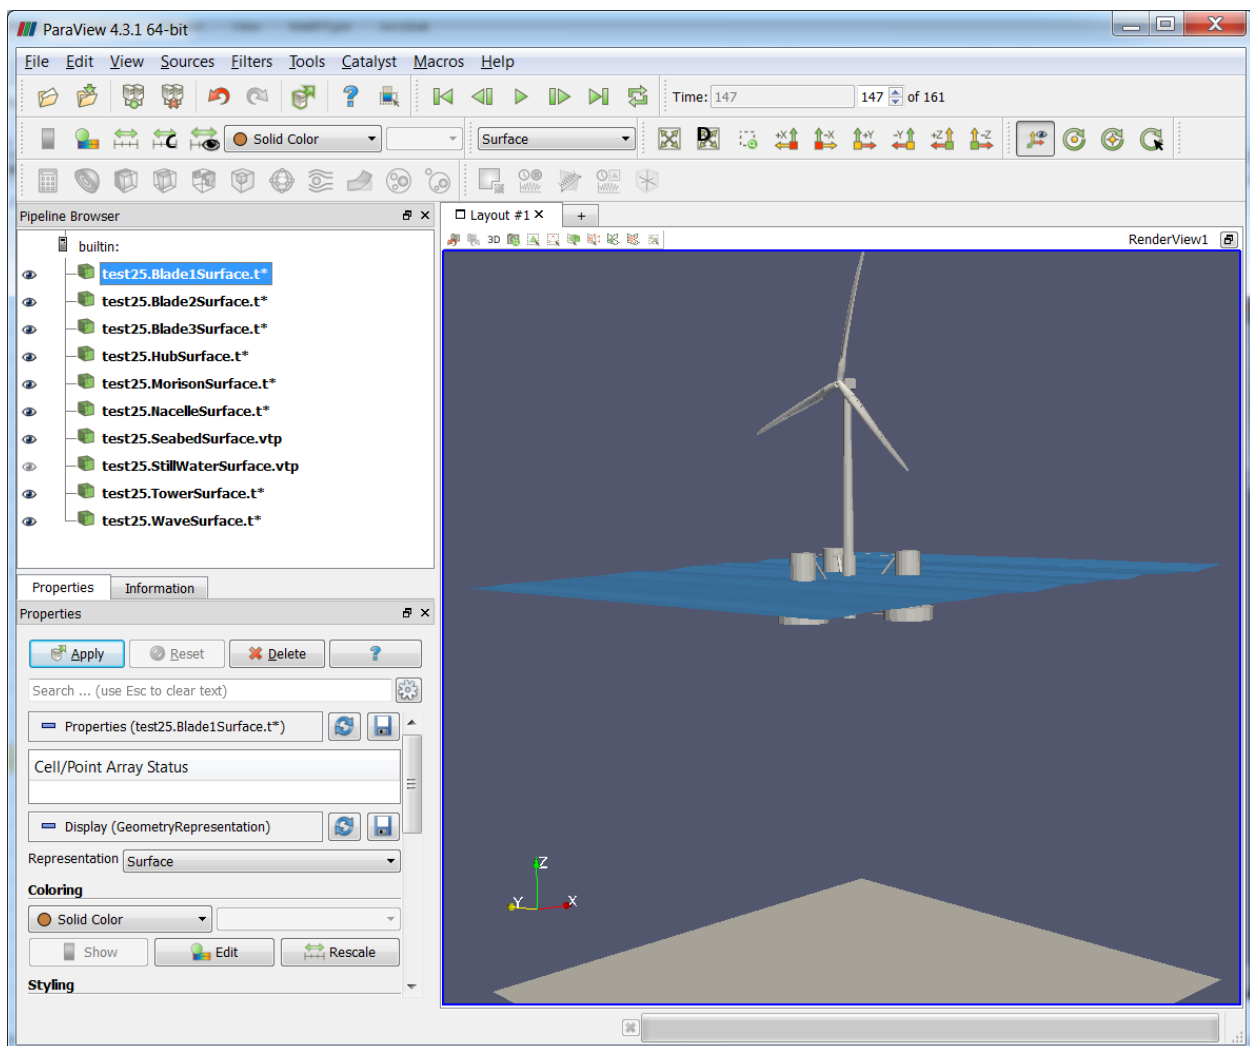 ParaView 4.3.1 64-bit
File Edit View Sources Filters Tools Catalyst Macros Help
Time: 147 147 of 161
Solid Color Surface
+X -X +Y -Y +Z -Z
Pipeline Browser
Layout #1
3D
RenderView1
builtin:
test25.Blade1Surface.t*
test25.Blade2Surface.t*
test25.Blade3Surface.t*
test25.HubSurface.t*
test25.MorisonSurface.t*
test25.NacelleSurface.t*
test25.SeabedSurface.vtp
test25.StillWaterSurface.vtp
test25.TowerSurface.t*
test25.WaveSurface.t*
Properties Information
Properties
Apply Reset Delete ?
Search ... (use Esc to clear text)
Properties (test25.Blade1Surface.t*)
Cell/Point Array Status
Display (GeometryRepresentation)
Representation Surface
Coloring
Solid Color
Show Edit Rescale
Styling
Z
Y X